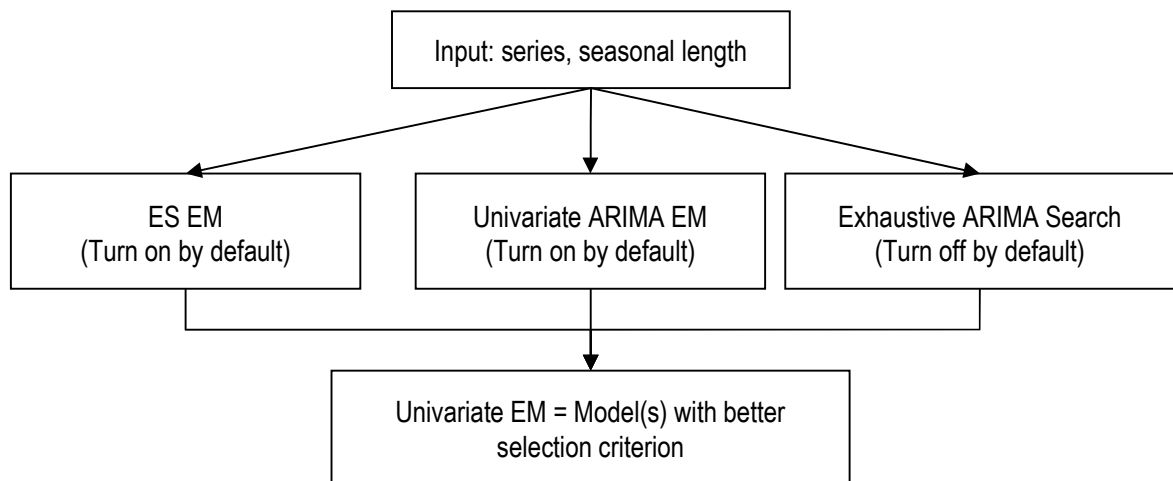 Input: series, seasonal length
ES EM
(Turn on by default)
Univariate ARIMA EM
(Turn on by default)
Exhaustive ARIMA Search
(Turn off by default)
Univariate EM = Model(s) with better
selection criterion